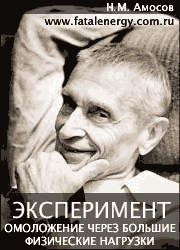 Н.М. Амосов
www.fatalenergy.com.ru
ЭКСПЕРИМЕНТ
ОМОЛОЖЕНИЕ ЧЕРЕЗ БОЛЬШИЕ
ФИЗИЧЕСКИЕ НАГРУЗКИ